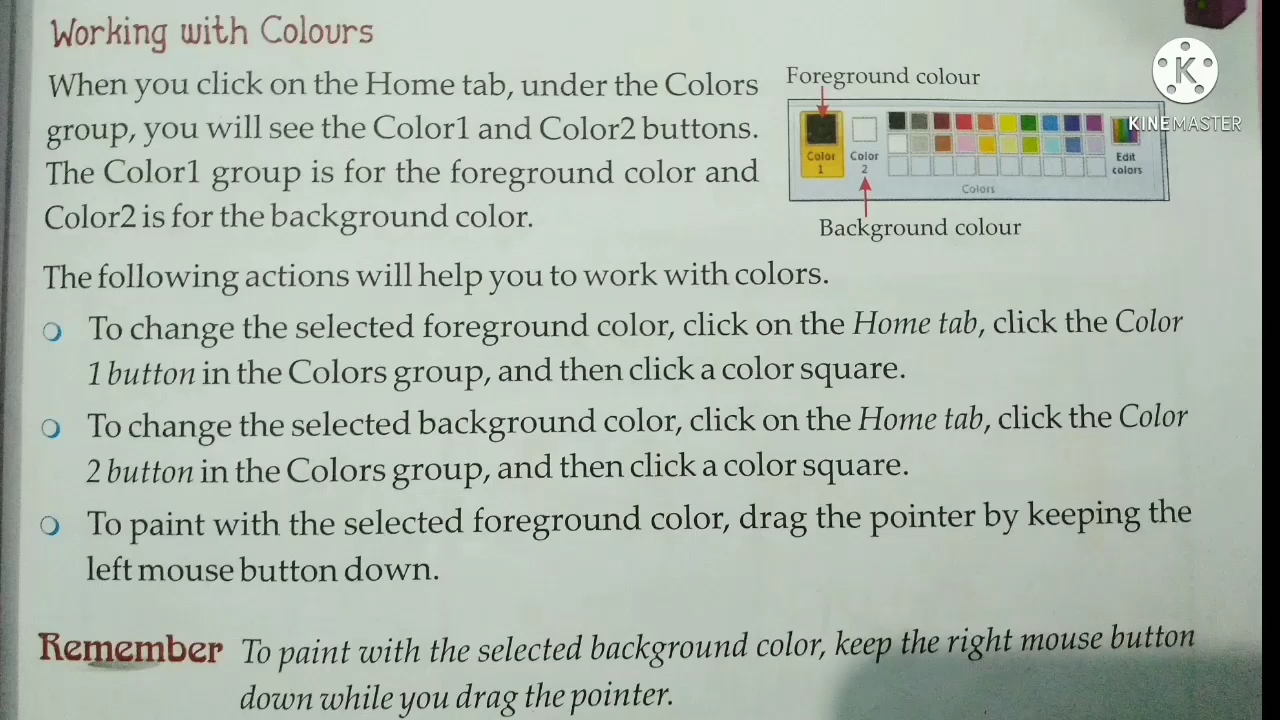 Working with Colours
When you click on the Home tab, under the Colors
group, you will see the Color1 and Color2 buttons.
The Color1 group is for the foreground color and
Color2 is for the background color.
Foreground colour
K
KINEMASTER
Color
1
Color
2
Edit
colors
Colors
Background colour
The following actions will help you to work with colors.
To change the selected foreground color, click on the Home tab, click the Color
1 button in the Colors group, and then click a color square.
To change the selected background color, click on the Home tab, click the Color
2 button in the Colors group, and then click a color square.
To paint with the selected foreground color, drag the pointer by keeping the
left mouse button down.
Remember To paint with the selected background color, keep the right mouse button
down while you drag the pointer.